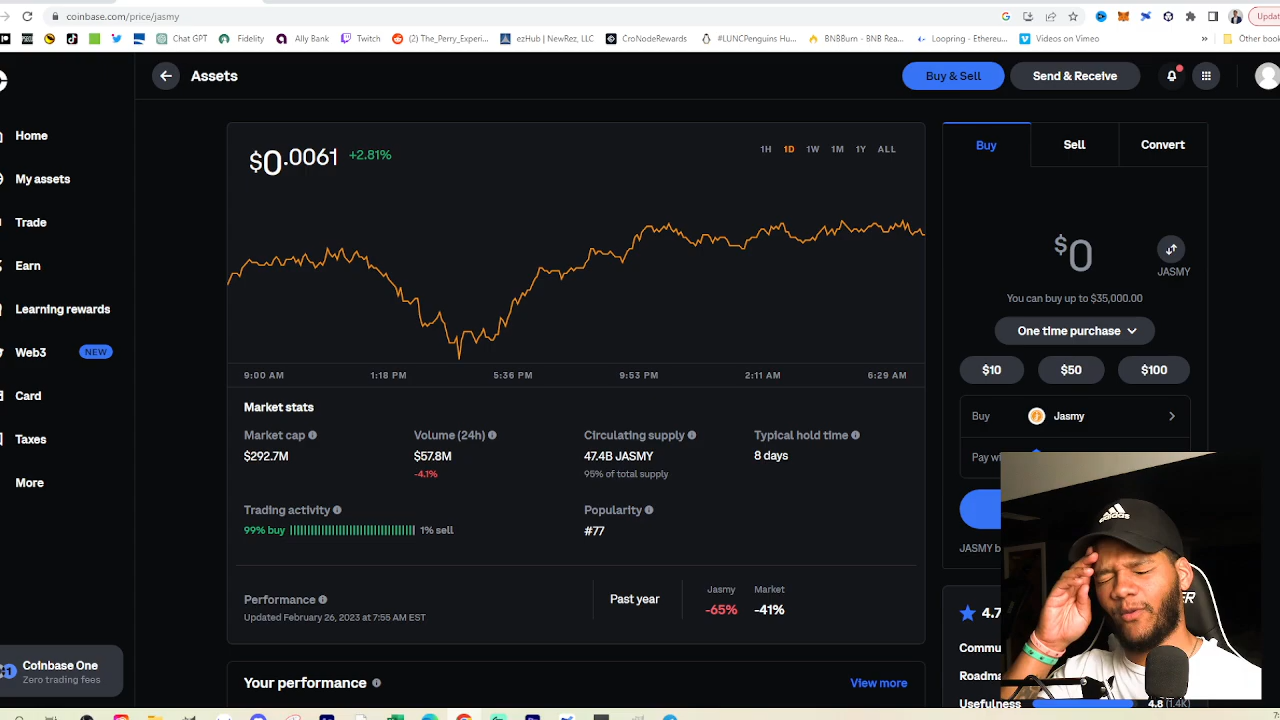 coinbase.com/price/jasmy
Chat GPT Fidelity Ally Bank Twitch (The_Perry_Experi... ezHub | NewRez, LLC CroNodeRewards #LUNCPenguins Hu... BNBBurn - BNB Rea... Loopring - Ethereu... Videos on Vimeo » Other book
Assets
Buy & Sell
Send & Receive
Home
My assets
Trade
Earn
Learning rewards
Web3 NEW
Card
Taxes
More
Coinbase One
Zero trading fees
$0.0061 +2.81%
1H 1D 1W 1M 1Y ALL
9:00 AM 1:18 PM 5:36 PM 9:53 PM 2:11 AM 6:29 AM
Market stats
Market cap Volume (24h) Circulating supply Typical hold time
$292.7M $57.8M 47.4B JASMY 8 days
-4.1% 95% of total supply
Trading activity Popularity
99% buy 1% sell #77
Performance
Updated February 26, 2023 at 7:55 AM EST
Past year
Jasmy Market
-65% -41%
Your performance View more
Buy Sell Convert
$0
JASMY
You can buy up to $35,000.00
One time purchase
$10 $50 $100
Buy Jasmy
Pay
JASMY
4.7
Usefulness 4.8 (1.4K)